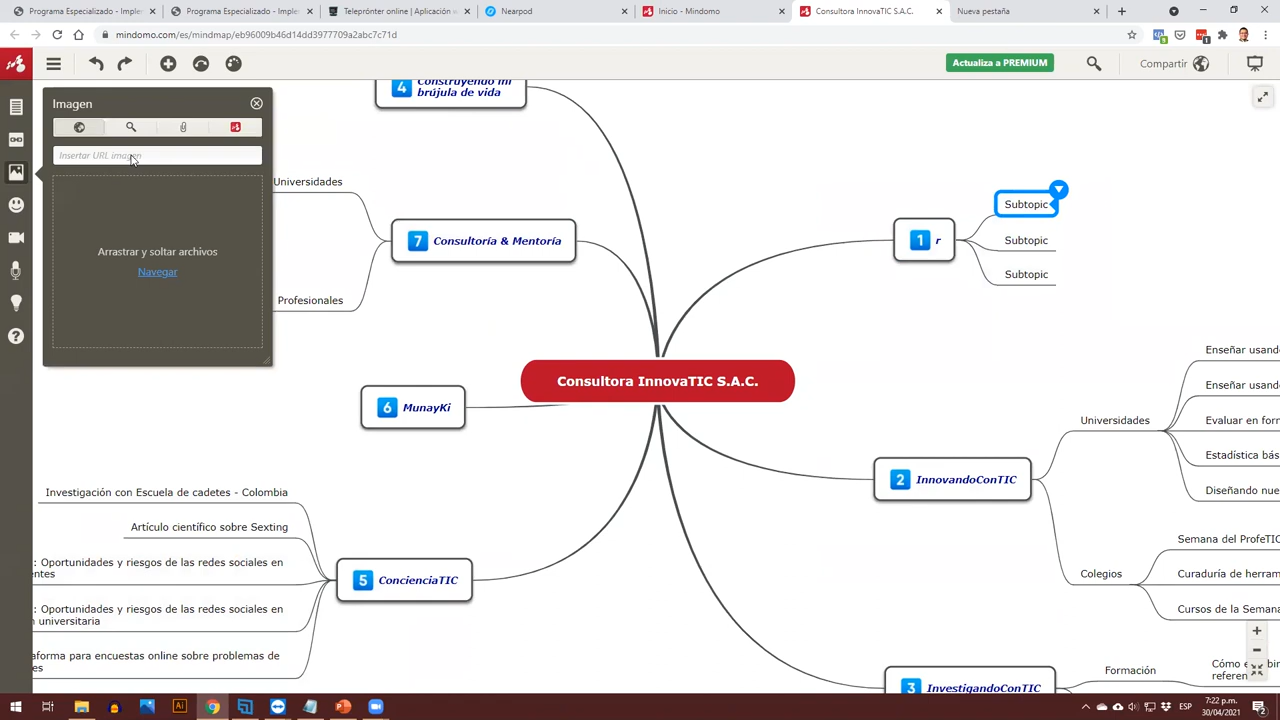 Programa Especializado - Imple
Programa Especializado - Imple
Teleprónter online | Aplicación
Nearpod
Inicio - Mindomo
Consultora InnovaTIC S.A.C.
Nueva pestaña
mindomo.com/es/mindmap/eb96009b46d14dd3977709a2abc7c71d
Actualiza a PREMIUM
Compartir
Imagen
Insertar URL imagen
Arrastrar y soltar archivos
Navegar
4 Construyendo mi
brújula de vida
Universidades
7 Consultoría & Mentoría
Profesionales
1 r
Subtopic
Subtopic
Subtopic
Consultora InnovaTIC S.A.C.
6 MunayKi
Universidades
Enseñar usand
Enseñar usand
Evaluar en for
Estadística bás
Diseñando nue
2 InnovandoConTIC
Colegios
Semana del ProfeTIC
Curaduría de herram
Cursos de la Semana
Investigación con Escuela de cadetes - Colombia
Artículo científico sobre Sexting
: Oportunidades y riesgos de las redes sociales en
entes
: Oportunidades y riesgos de las redes sociales en
n universitaria
aforma para encuestas online sobre problemas de
es
5 ConcienciaTIC
3 InvestigandoConTIC
Formación
Cómo e
bin
referen
ESP
7:22 p.m.
30/04/2021